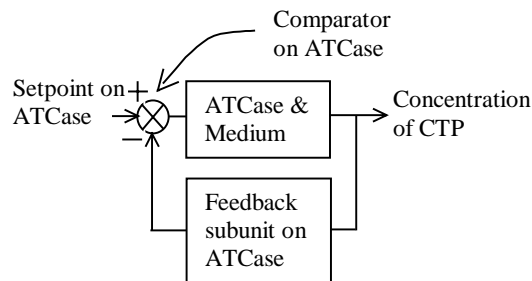 Comparator
on ATCase
Setpoint on +
ATCase
−
ATCase &
Medium
Concentration
of CTP
Feedback
subunit on
ATCase